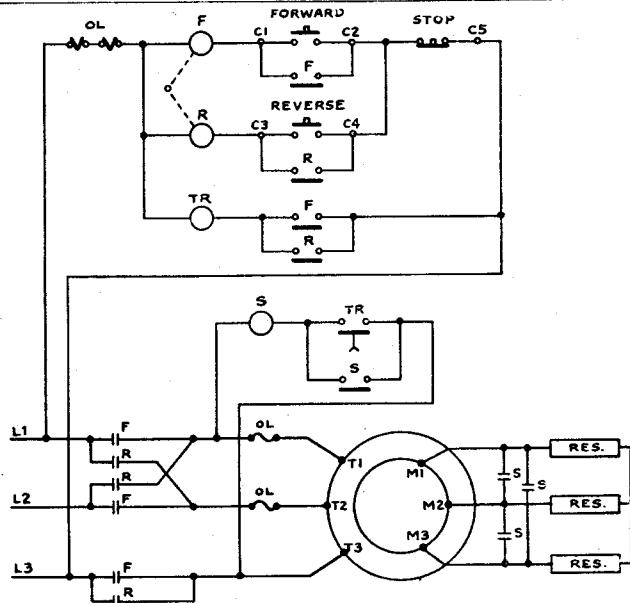 FORWARD
OL F C1 C2 STOP C5
F
REVERSE
R C3 C4
R
TR F
R
S TR
S
L1 F OL
R T1 M1 S RES.
R S
L2 F OL T2 M2 RES.
S
T3 M3
L3 F RES.
R